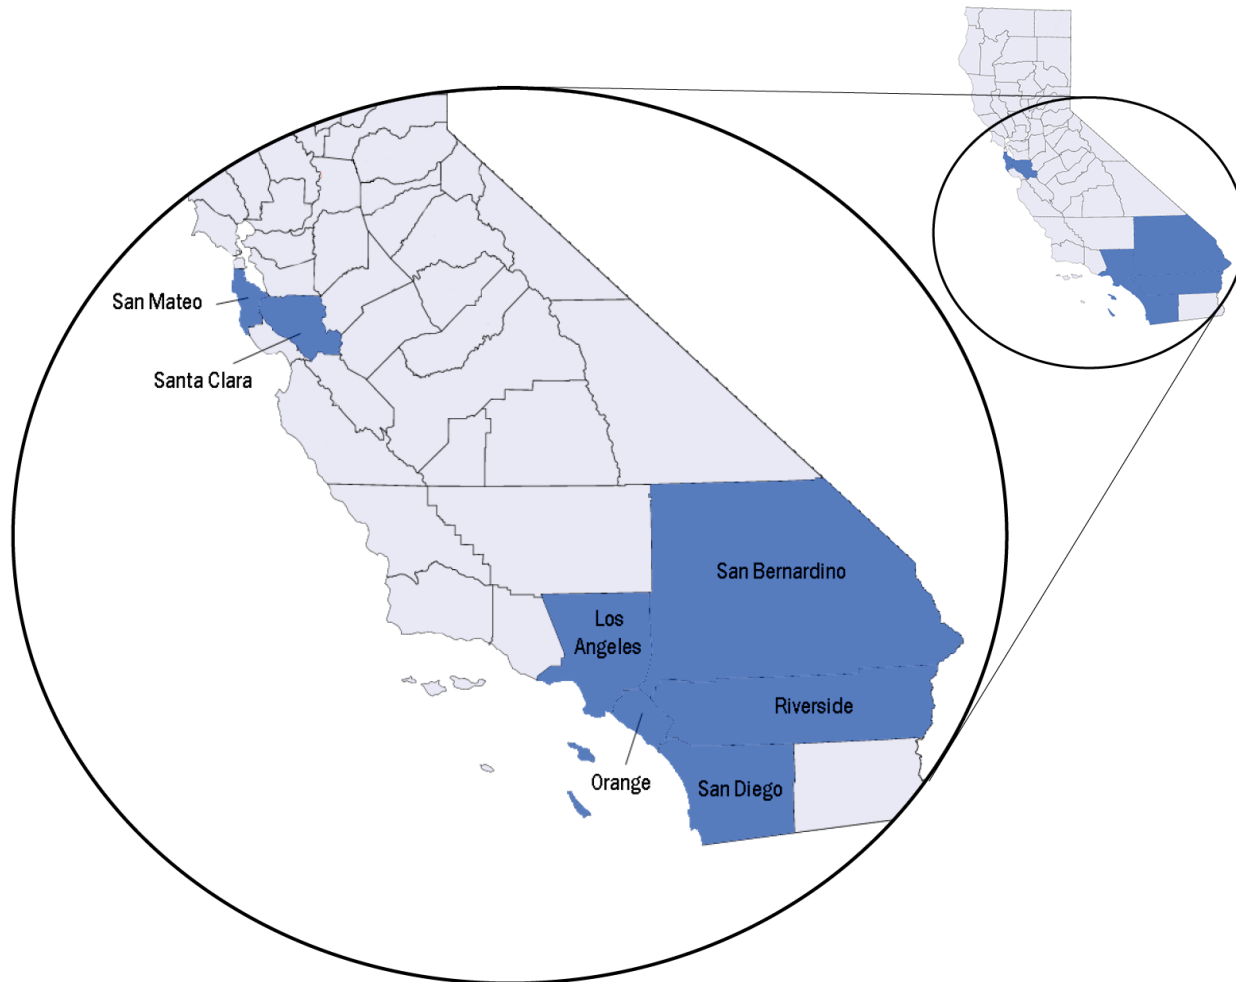 San Mateo
Santa Clara
San Bernardino
Los
Angeles
Riverside
Orange
San Diego